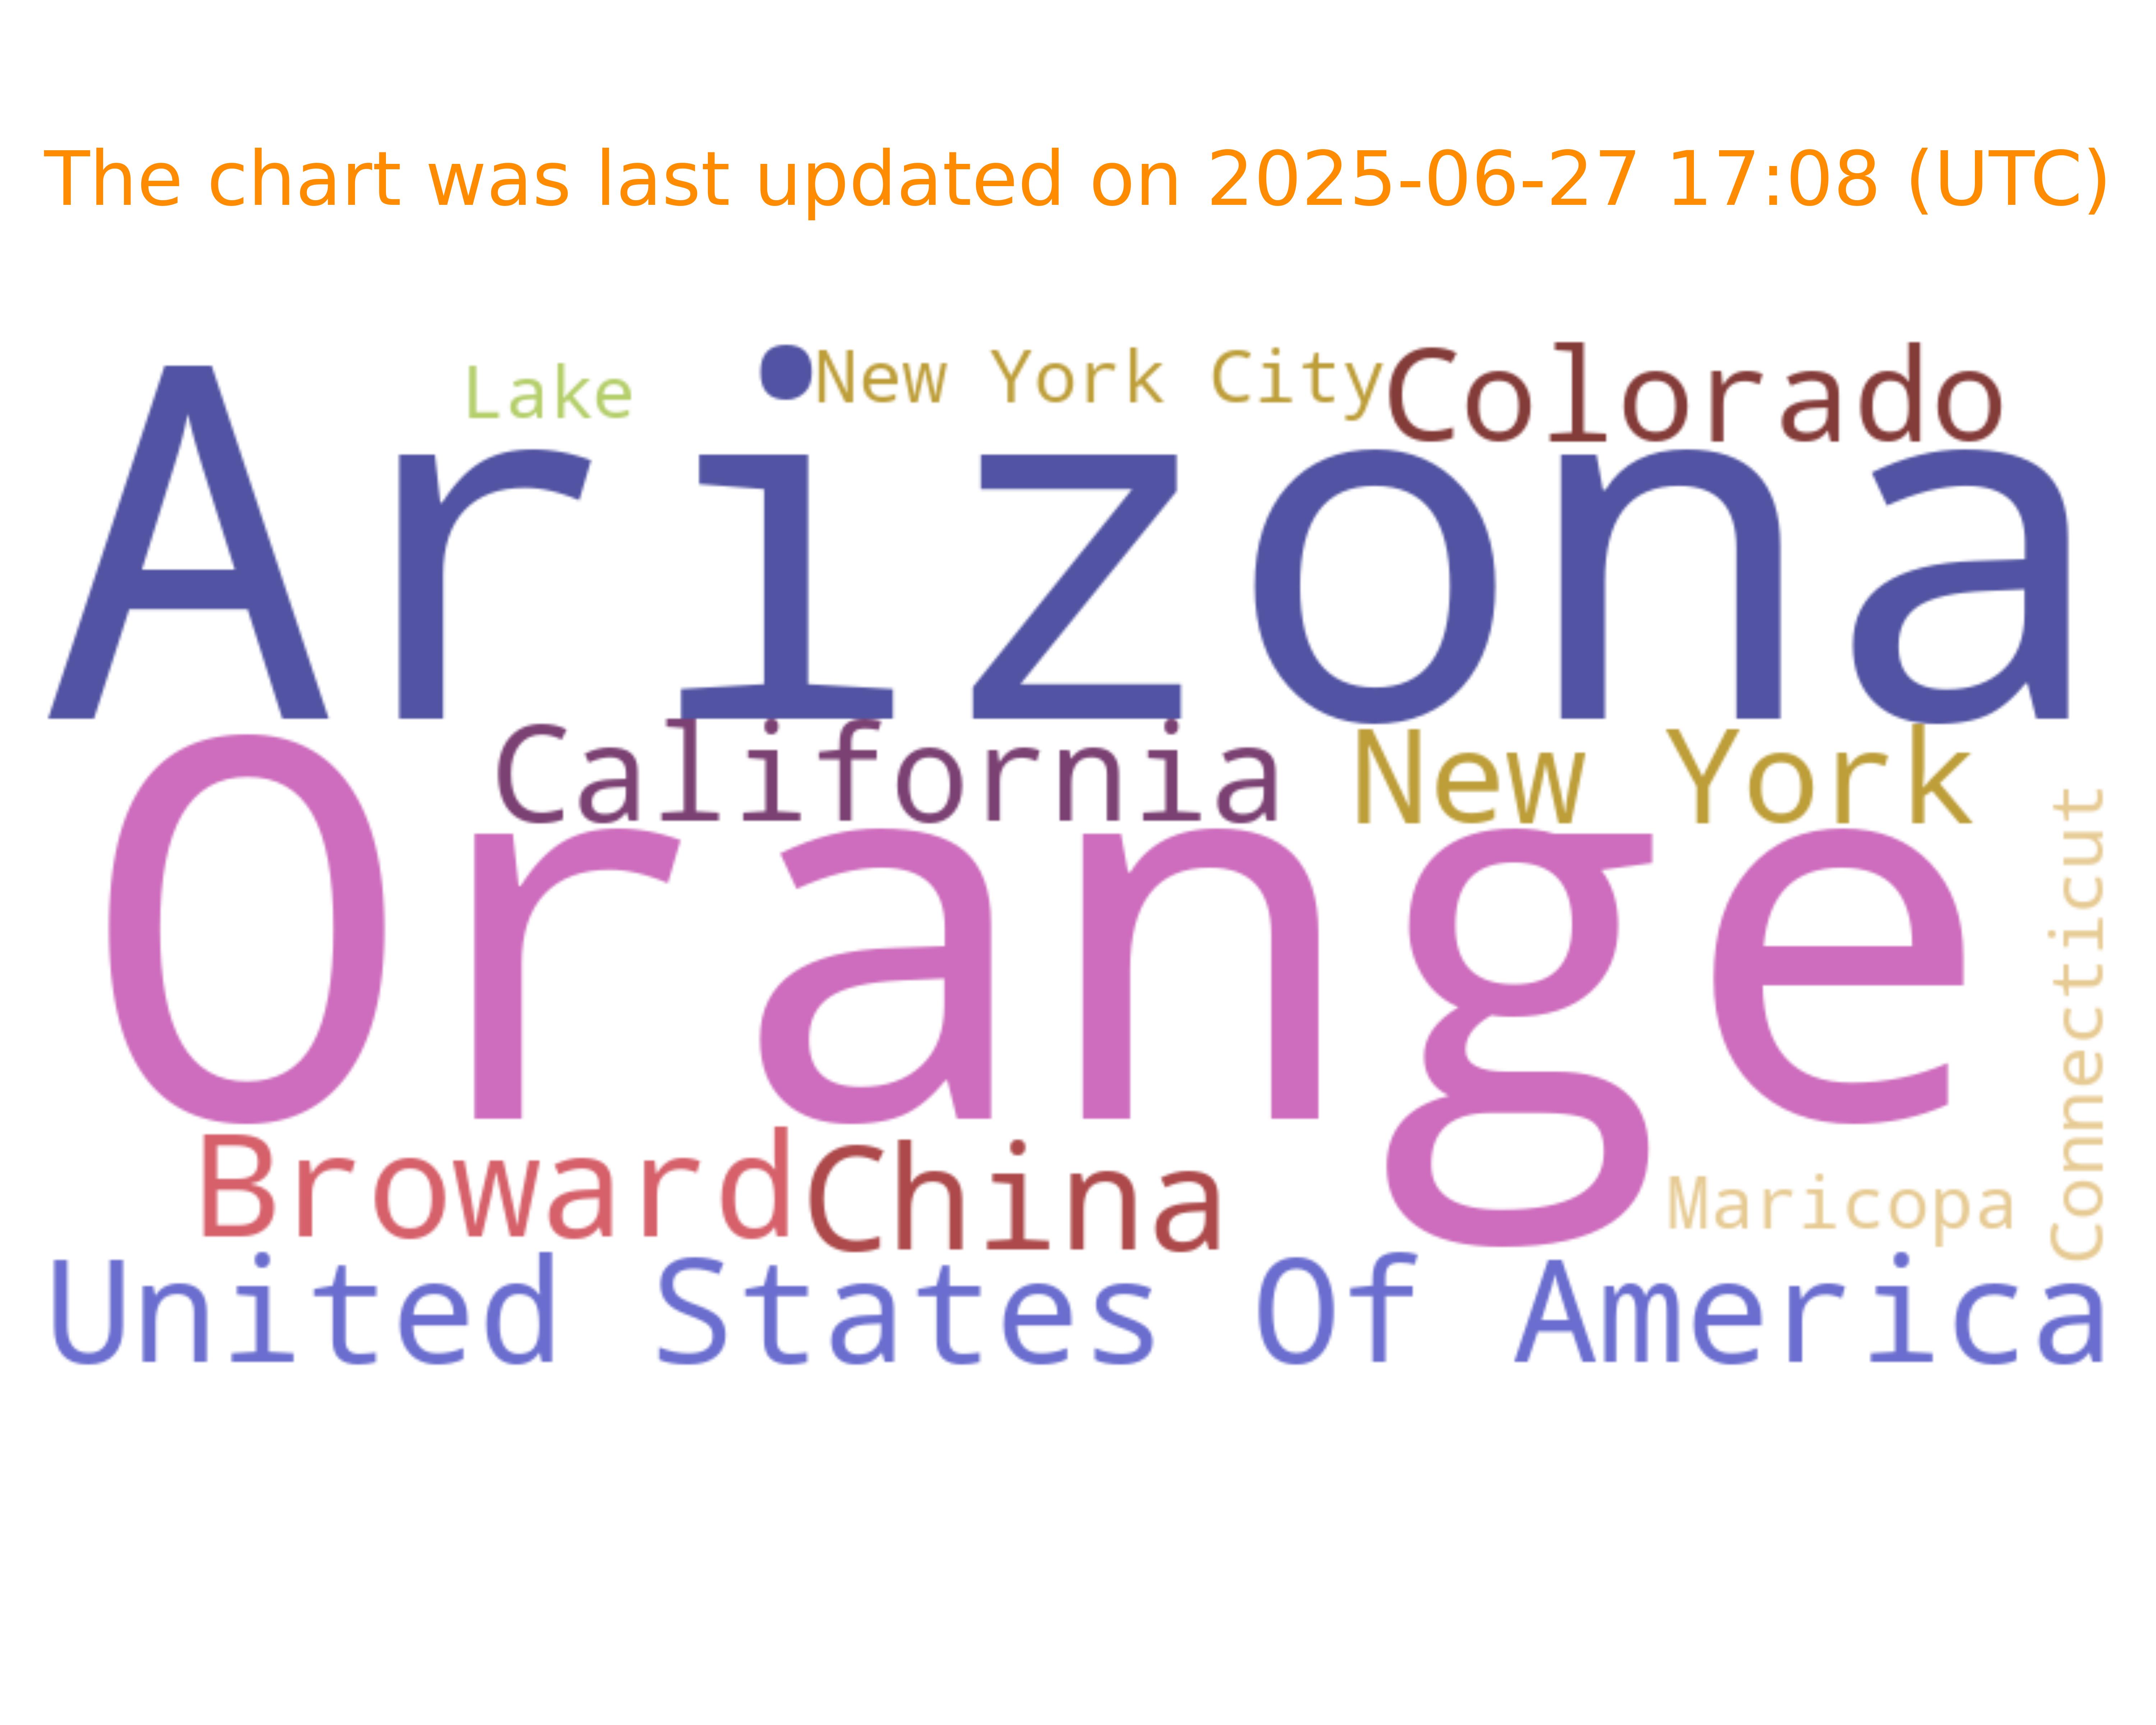 The chart was last updated on 2025-06-27 17:08 (UTC)
Lake
New York City
Colorado
Arizona
California
New York
Orange
Connecticut
Broward
China
Maricopa
United States Of America